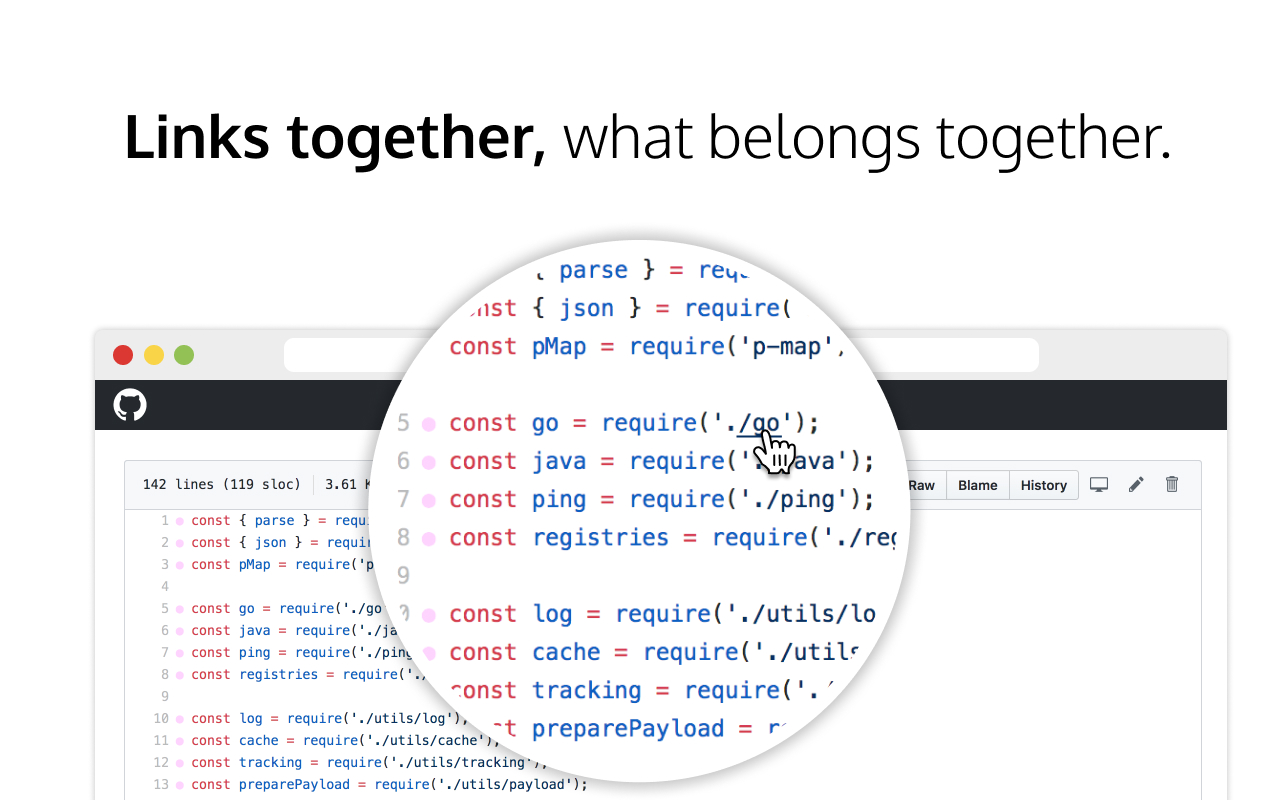 Links together, what belongs together.
{ parse } = requ
const { json } = require(
const pMap = require('p-map',
5 const go = require('./go');
6 const java = require('./java');
7 const ping = require('./ping');
8 const registries = require('./reg
9
const log = require('./utils/lo
const cache = require('./utils
const tracking = require('./
preparePayload = r
142 lines (119 sloc) 3.61 K
Raw Blame History
1 const { parse } = requi
2 const { json } = requir
3 const pMap = require('p
4
5 const go = require('./go
6 const java = require('./ja
7 const ping = require('./ping
8 const registries = require('./
9
10 const log = require('./utils/log');
11 const cache = require('./utils/cache');
12 const tracking = require('./utils/tracking');
13 const preparePayload = require('./utils/payload');